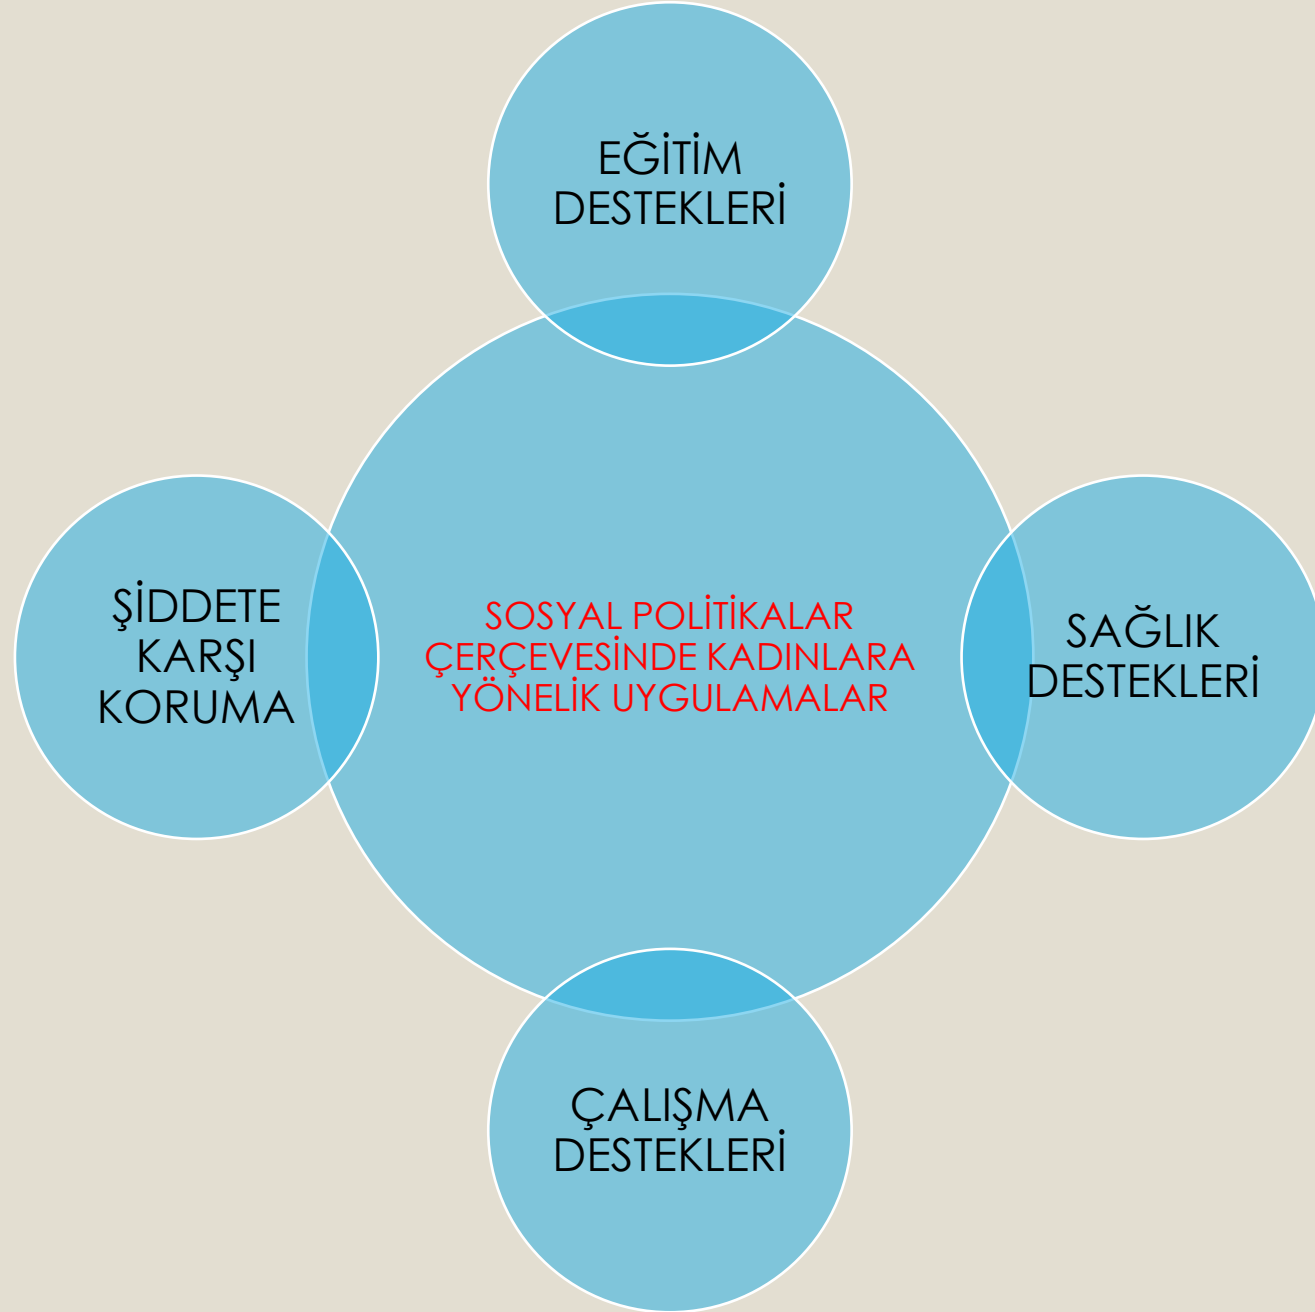 EĞİTİM
DESTEKLERİ
ŞİDDETE
KARŞI
KORUMA
SOSYAL POLİTİKALAR
ÇERÇEVESİNDE KADINLARA
YÖNELİK UYGULAMALAR
SAĞLIK
DESTEKLERİ
ÇALIŞMA
DESTEKLERİ